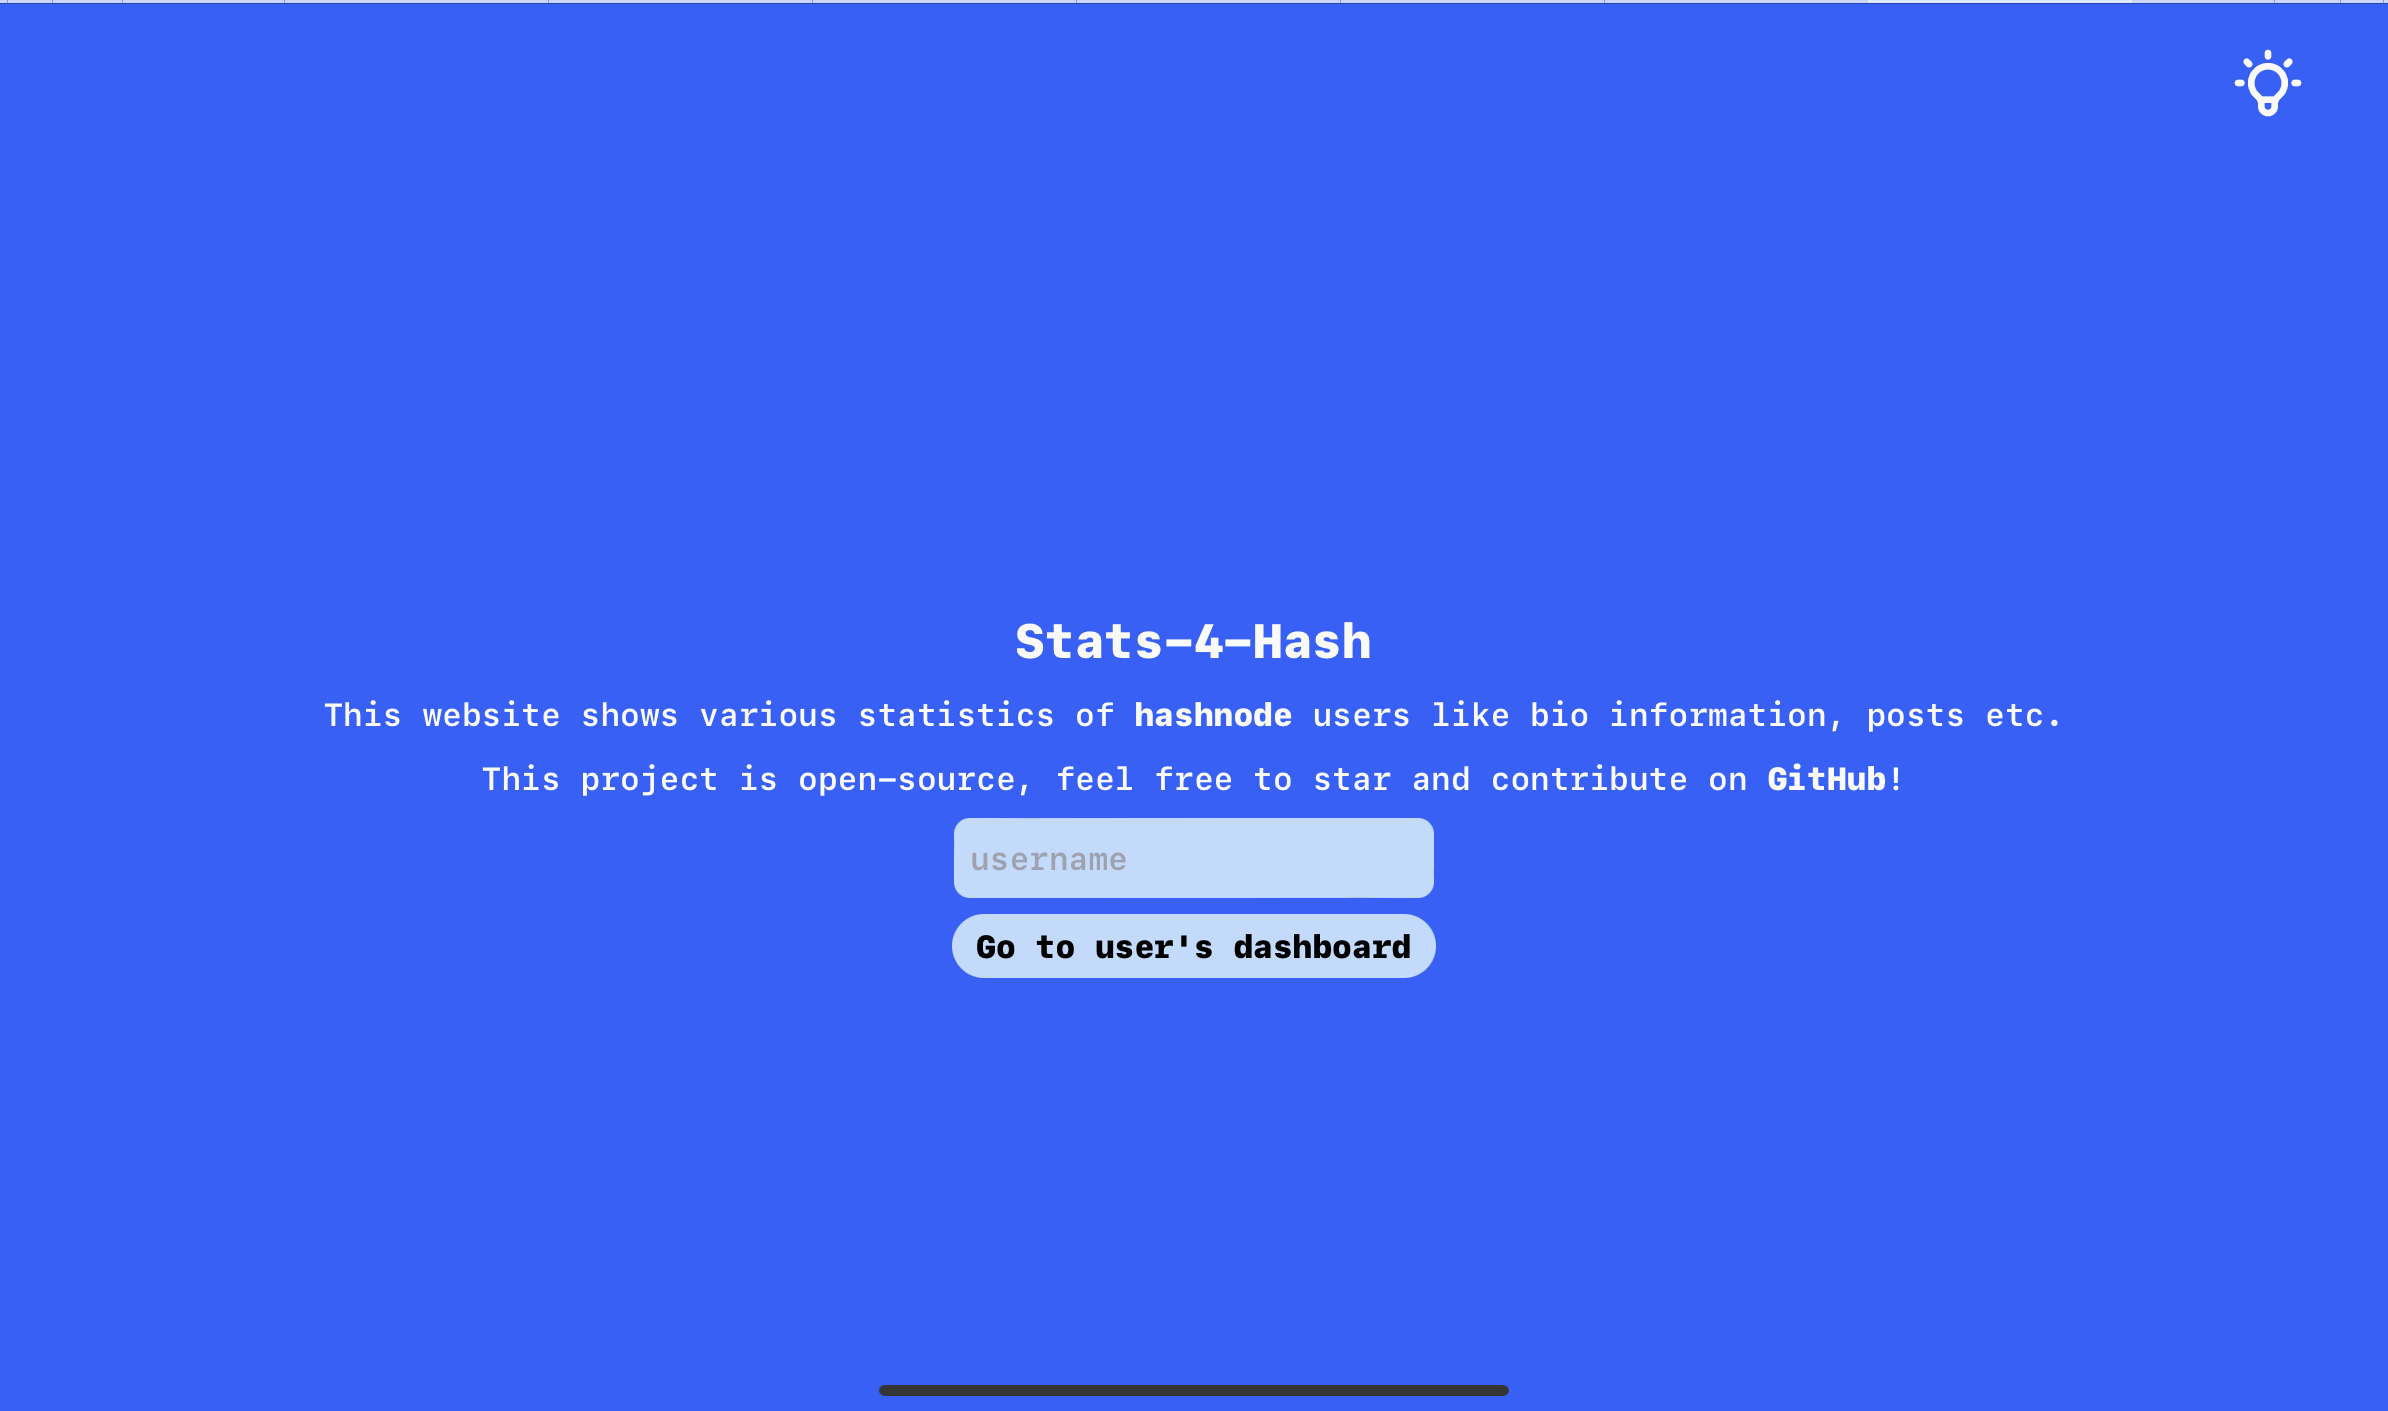 Stats-4-Hash
This website shows various statistics of hashnode users like bio information, posts etc.
This project is open-source, feel free to star and contribute on GitHub!
username
Go to user's dashboard